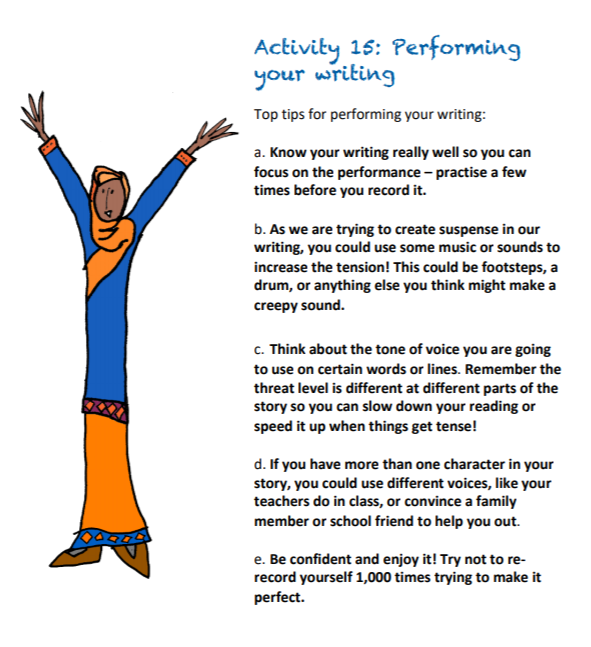 Activity 15: Performing
your writing
Top tips for performing your writing:
a. Know your writing really well so you can
focus on the performance – practise a few
times before you record it.
b. As we are trying to create suspense in our
writing, you could use some music or sounds to
increase the tension! This could be footsteps, a
drum, or anything else you think might make a
creepy sound.
c. Think about the tone of voice you are going
to use on certain words or lines. Remember the
threat level is different at different parts of the
story so you can slow down your reading or
speed it up when things get tense!
d. If you have more than one character in your
story, you could use different voices, like your
teachers do in class, or convince a family
member or school friend to help you out.
e. Be confident and enjoy it! Try not to re-
record yourself 1,000 times trying to make it
perfect.